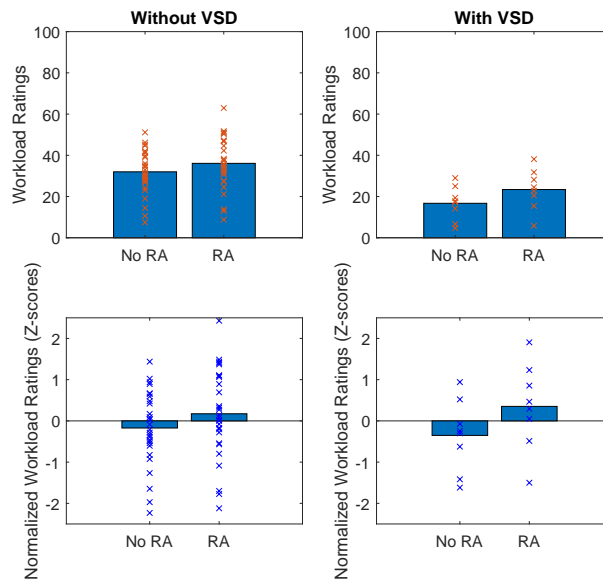 Without VSD
With VSD
Workload Ratings
100
80
60
40
20
0
No RA
RA
Workload Ratings
100
80
60
40
20
0
No RA
RA
Normalized Workload Ratings (Z-scores)
2
1
0
-1
-2
No RA
RA
Normalized Workload Ratings (Z-scores)
2
1
0
-1
-2
No RA
RA